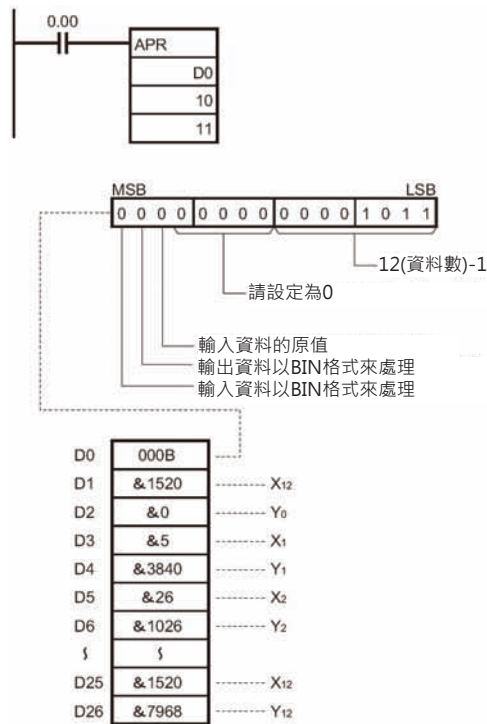 0.00
APR
D0
10
11
MSB LSB
0 0 0 0 0 0 0 0 0 0 0 0 1 0 1 1
12(資料數)-1
請設定為0
輸入資料的原值
輸出資料以BIN格式來處理
輸入資料以BIN格式來處理
D0 000B
D1 &1520 X12
D2 &0 Y0
D3 &5 X1
D4 &3840 Y1
D5 &26 X2
D6 &1026 Y2
D25 &1520 X12
D26 &7968 Y12